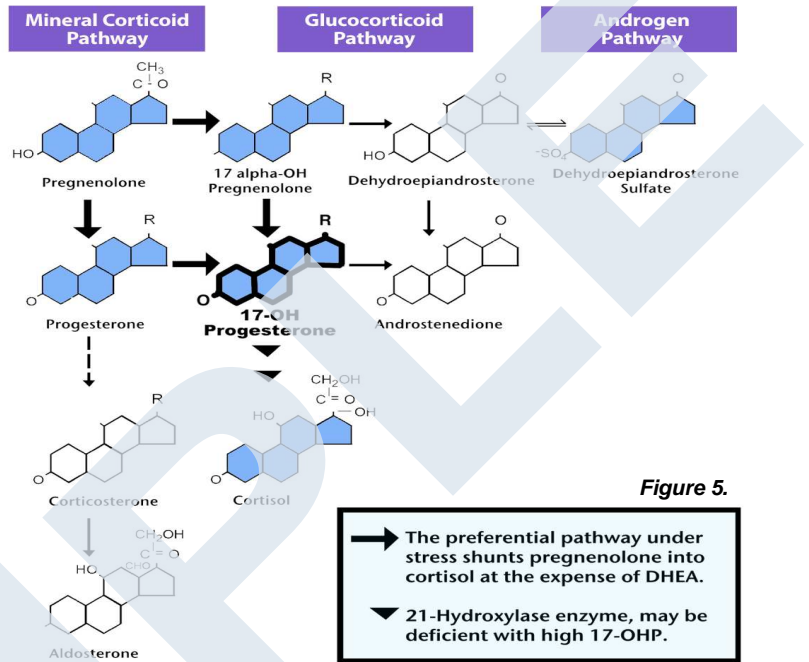 Mineral Corticoid
Pathway
Glucocorticoid
Pathway
Androgen
Pathway
CH3
C - O
HO
Pregnenolone
R
17 alpha-OH
Pregnenolone
O
HO
Dehydroepiandrosterone
O
-SO4
Dehydroepiandrosterone
Sulfate
R
O
Progesterone
R
O
17-OH
Progesterone
O
O
Androstenedione
R
O
Corticosterone
CH2OH
C = O
OH
HO
O
Cortisol
CH2OH
C = O
CHO
HO
O
Aldosterone
Figure 5.
The preferential pathway under
stress shunts pregnenolone into
cortisol at the expense of DHEA.
21-Hydroxylase enzyme, may be
deficient with high 17-OHP.